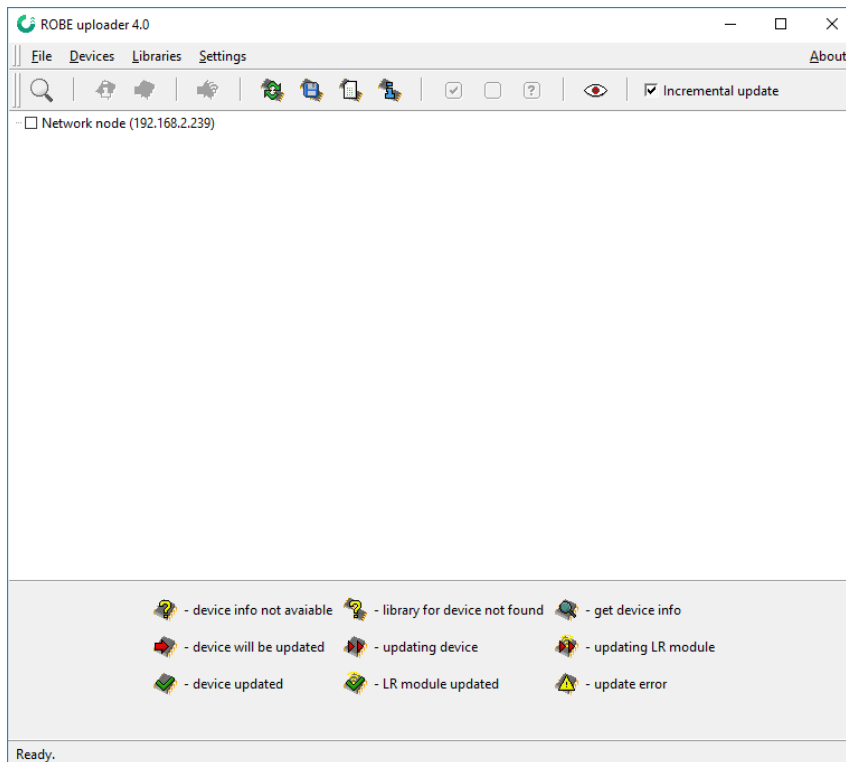 ROBE uploader 4.0
File Devices Libraries Settings About
Incremental update
Network node (192.168.2.239)
- device info not avaiable - library for device not found - get device info
- device will be updated - updating device - updating LR module
- device updated - LR module updated - update error
Ready.